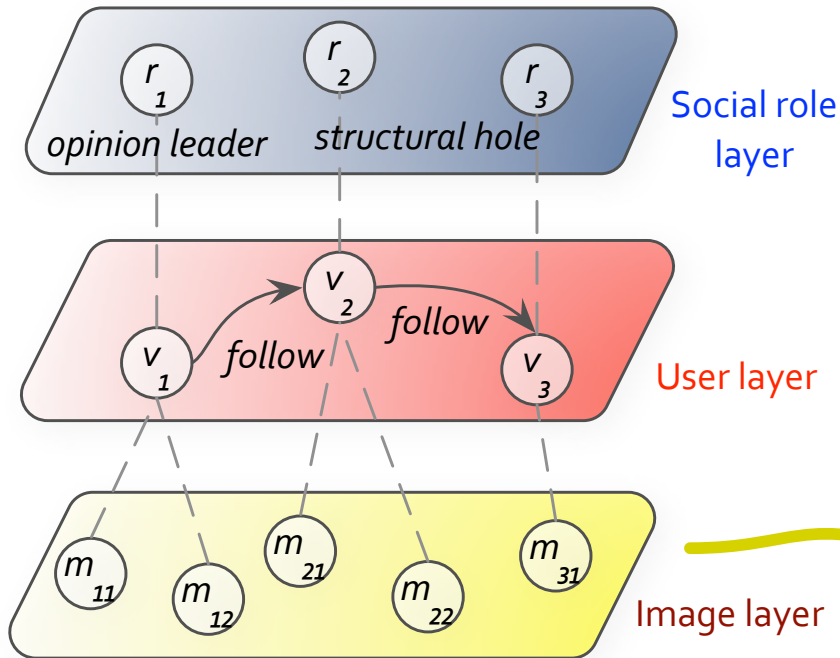 r1
r2
r3
opinion leader
structural hole
Social role
layer
v1
v2
v3
follow
follow
User layer
m11
m12
m21
m22
m31
Image layer